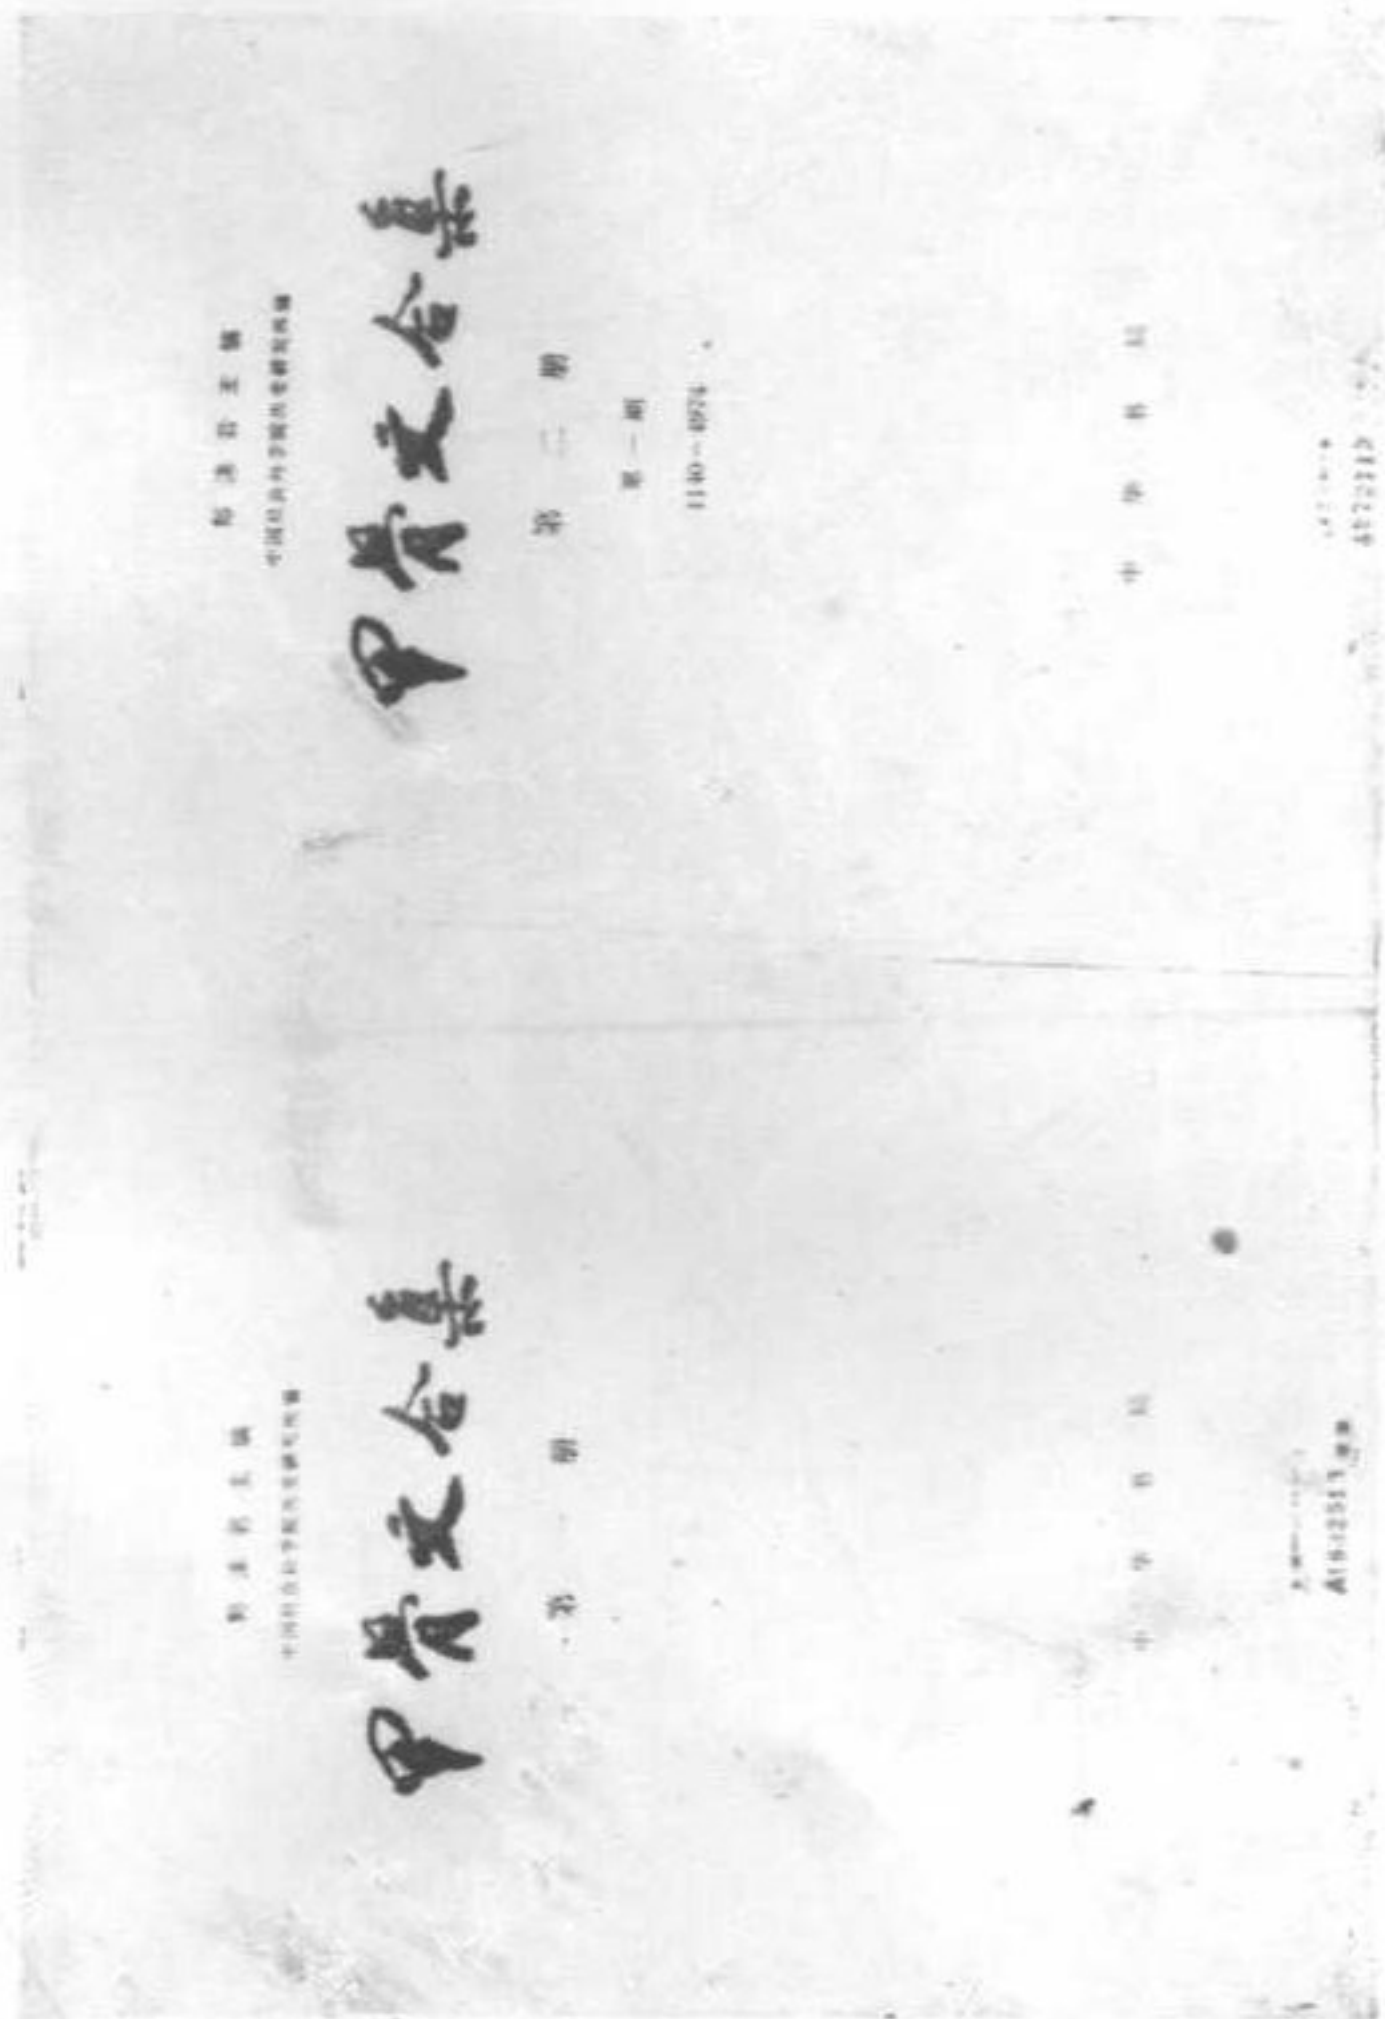 郭沫若主编
中国社会科学院历史研究所编
甲骨文合集
第一册
中华书局
郭沫若主编
中国社会科学院历史研究所编
甲骨文合集
第二册
第一期
1140—4974
中华书局